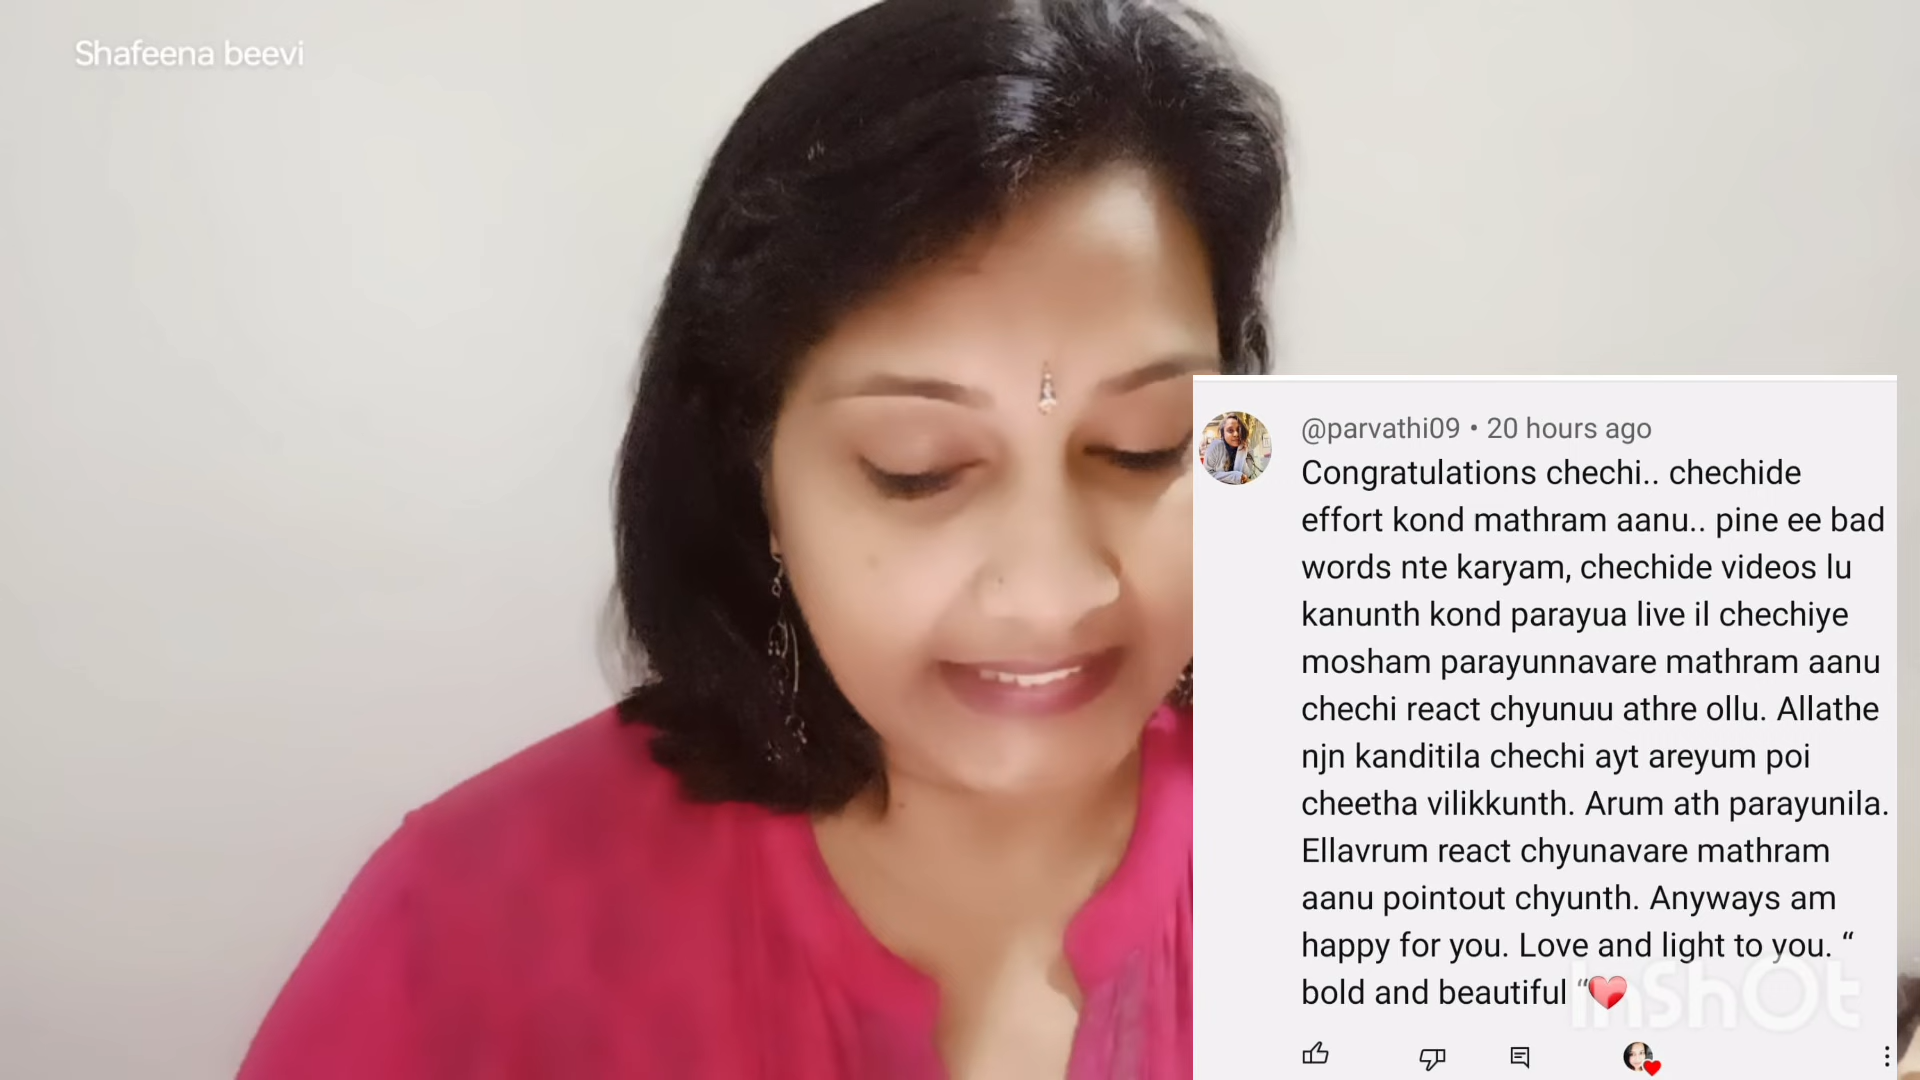 Shafeena beevi
@parvathi09 • 20 hours ago
Congratulations chechi.. chechide
effort kond mathram aanu.. pine ee bad
words nte karyam, chechide videos lu
kanunth kond parayua live il chechiye
mosham parayunnavare mathram aanu
chechi react chyunuu athre ollu. Allathe
njn kanditila chechi ayt areyum poi
cheetha vilikkunth. Arum ath parayunila.
Ellavrum react chyunavare mathram
aanu pointout chyunth. Anyways am
happy for you. Love and light to you. “
bold and beautiful “❤️
InShOt